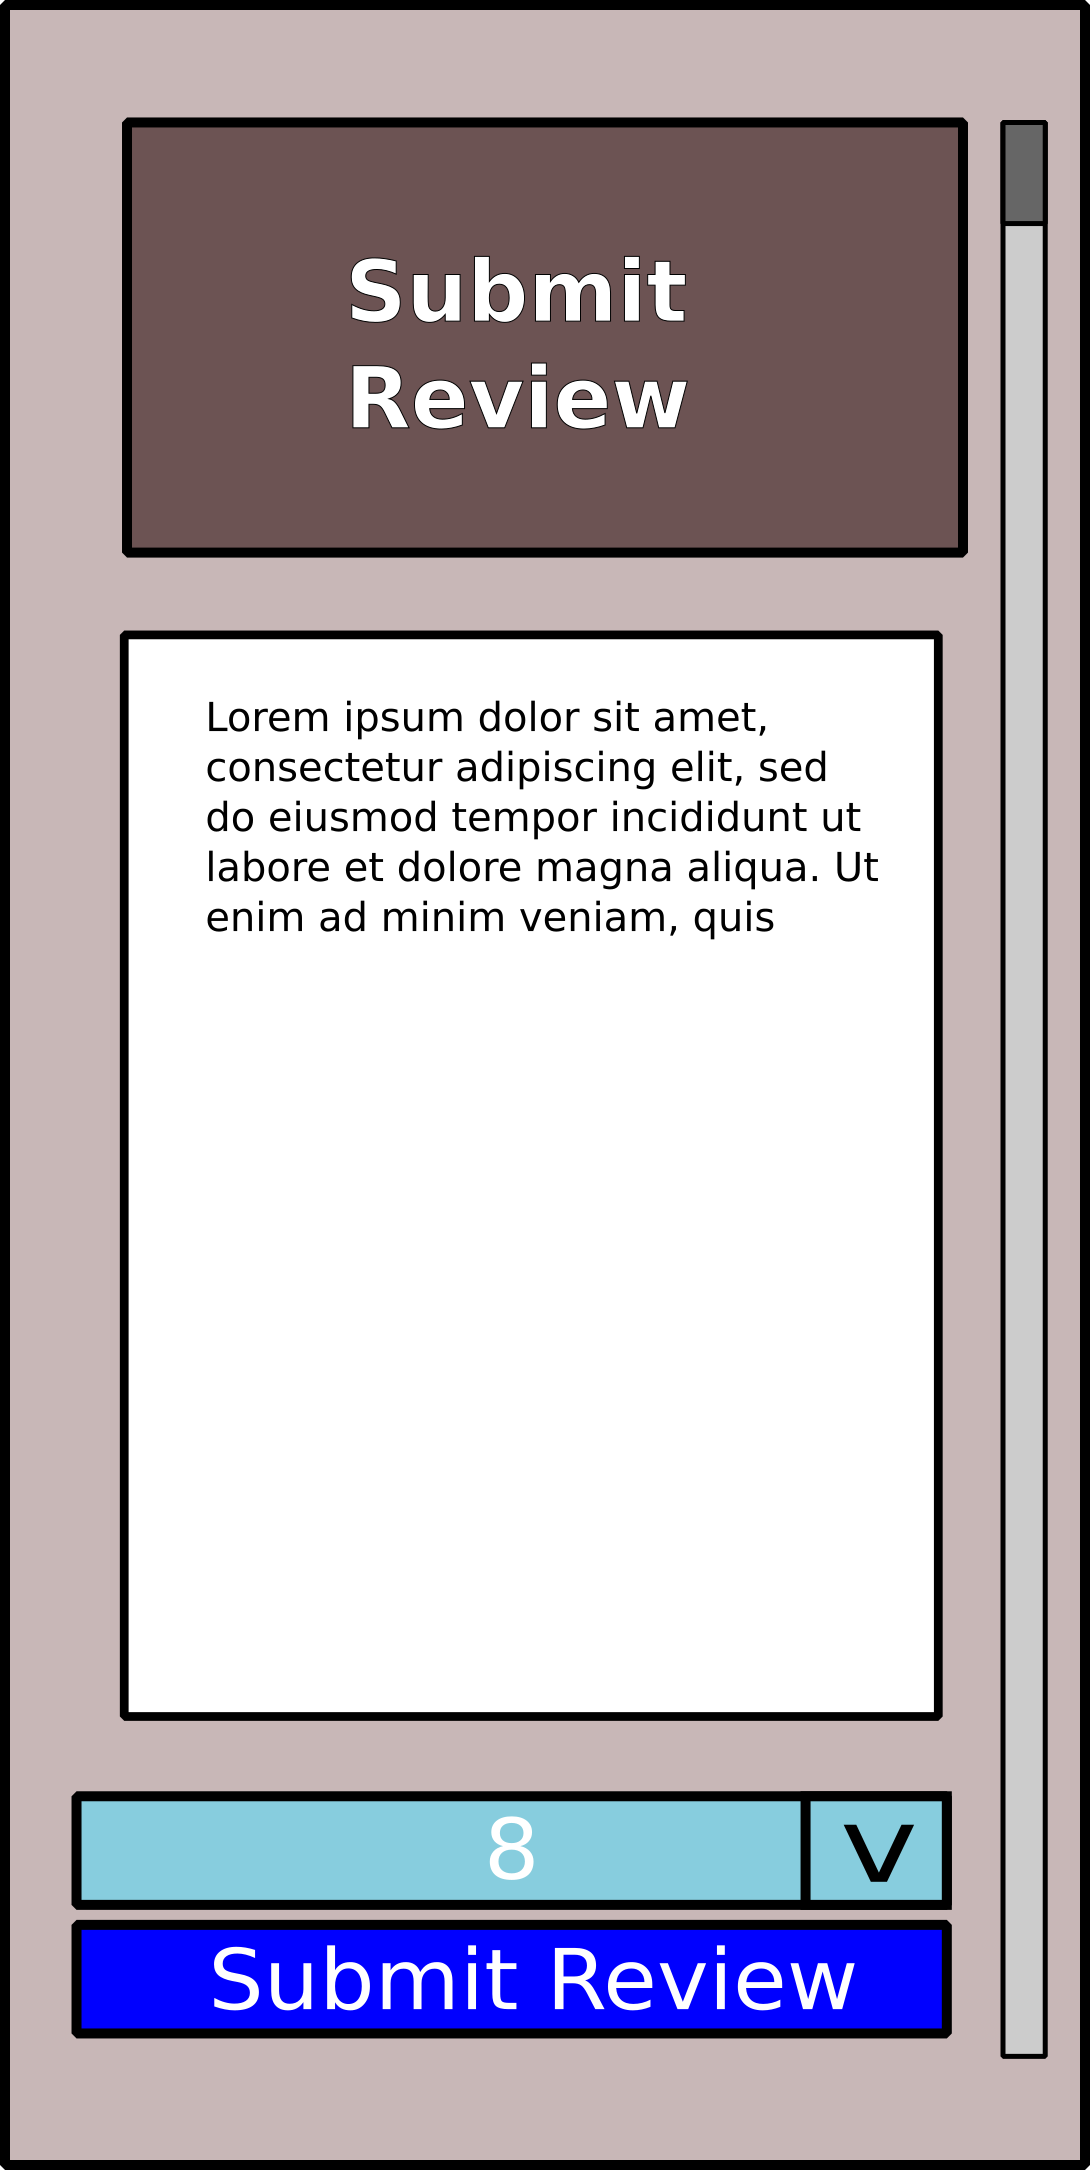 Submit
Review
Lorem ipsum dolor sit amet,
consectetur adipiscing elit, sed
do eiusmod tempor incididunt ut
labore et dolore magna aliqua. Ut
enim ad minim veniam, quis
8 V
Submit Review